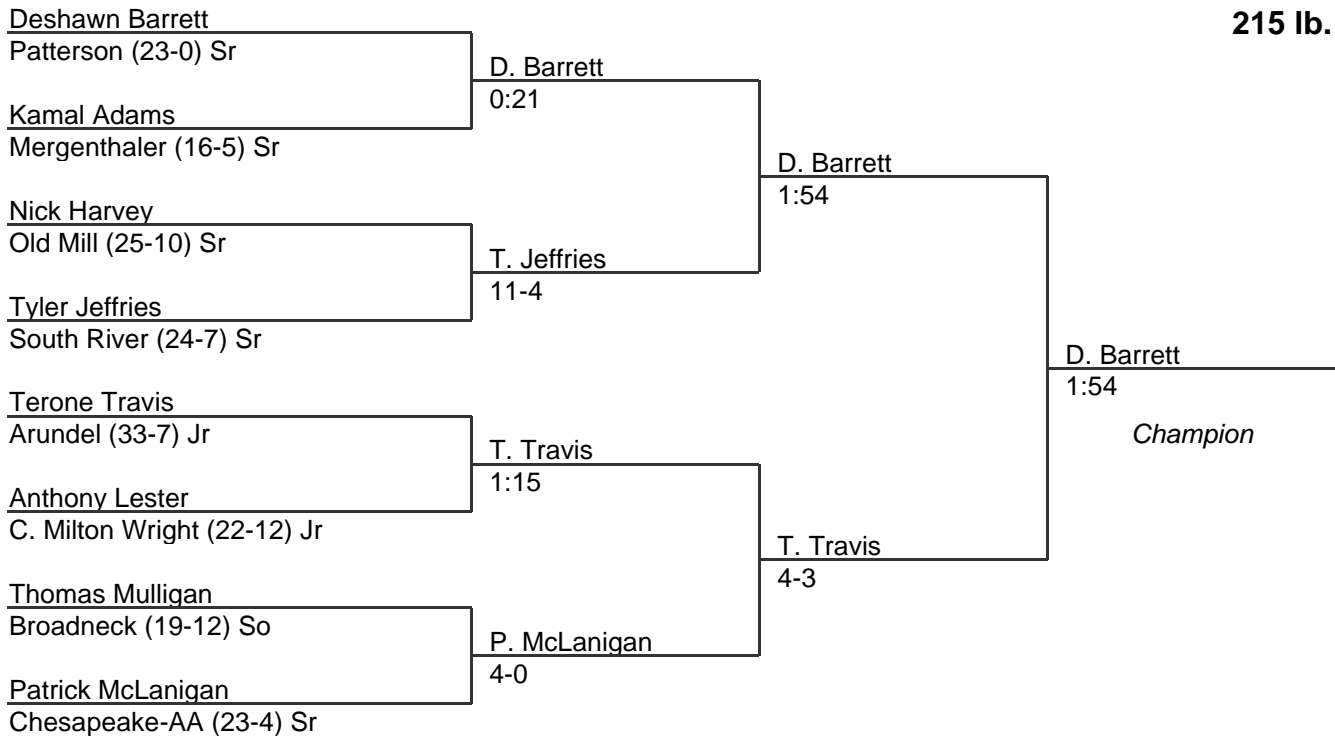 215 lb.
Deshawn Barrett
Patterson (23-0) Sr
Kamal Adams
Mergenthaler (16-5) Sr
Nick Harvey
Old Mill (25-10) Sr
Tyler Jeffries
South River (24-7) Sr
Terone Travis
Arundel (33-7) Jr
Anthony Lester
C. Milton Wright (22-12) Jr
Thomas Mulligan
Broadneck (19-12) So
Patrick McLanigan
Chesapeake-AA (23-4) Sr
D. Barrett
0:21
T. Jeffries
11-4
T. Travis
1:15
P. McLanigan
4-0
D. Barrett
1:54
T. Travis
4-3
D. Barrett
1:54
Champion